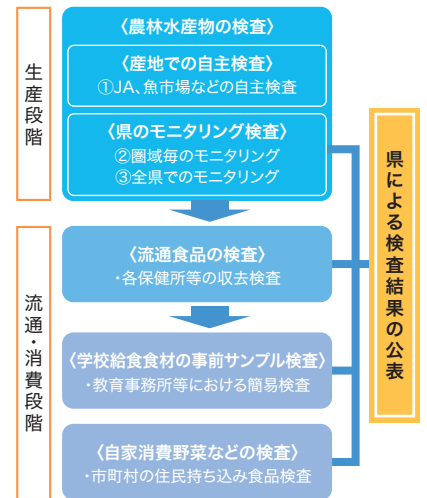 生産段階
〈農林水産物の検査〉
〈産地での自主検査〉
①JA、魚市場などの自主検査
〈県のモニタリング検査〉
②圏域毎のモニタリング
③全県でのモニタリング
流通・消費段階
〈流通食品の検査〉
・各保健所等の収去検査
〈学校給食食材の事前サンプル検査〉
・教育事務所等における簡易検査
〈自家消費野菜などの検査〉
・市町村の住民持ち込み食品検査
県による検査結果の公表